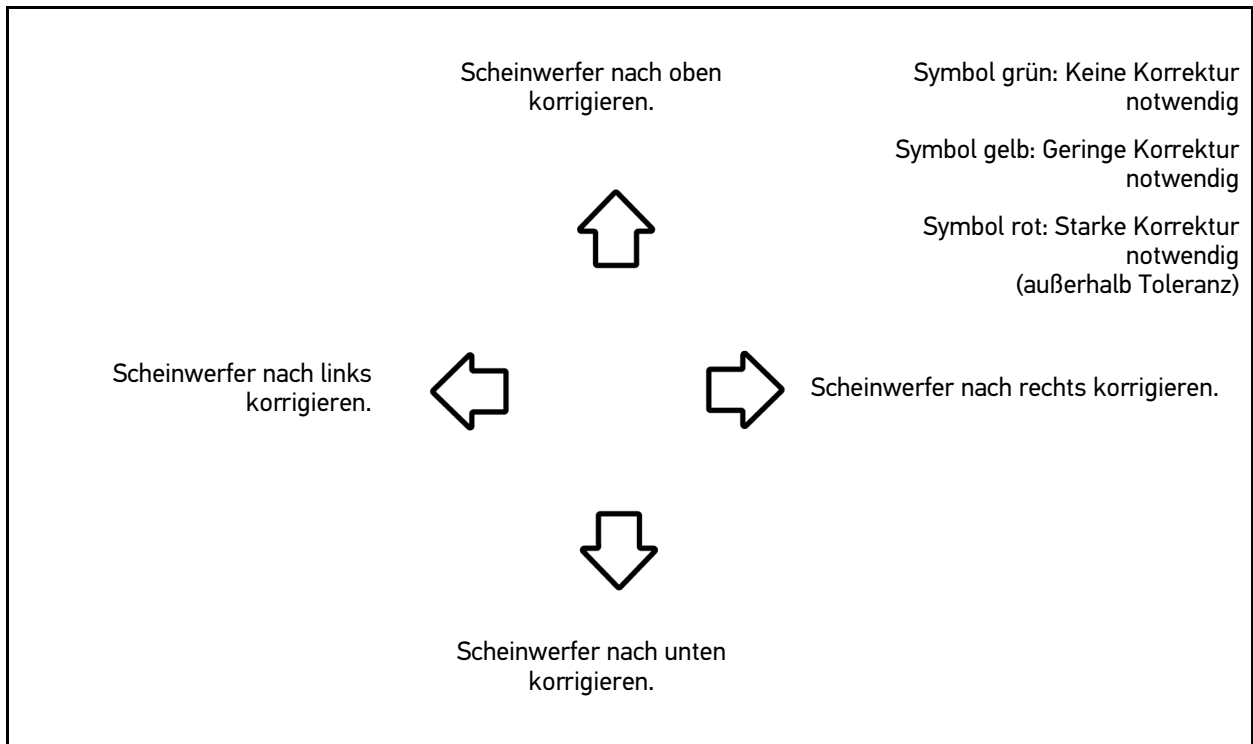 Scheinwerfer nach oben
korrigieren.
Symbol grün: Keine Korrektur
notwendig
Symbol gelb: Geringe Korrektur
notwendig
Symbol rot: Starke Korrektur
notwendig
(außerhalb Toleranz)
Scheinwerfer nach links
korrigieren.
Scheinwerfer nach rechts korrigieren.
Scheinwerfer nach unten
korrigieren.